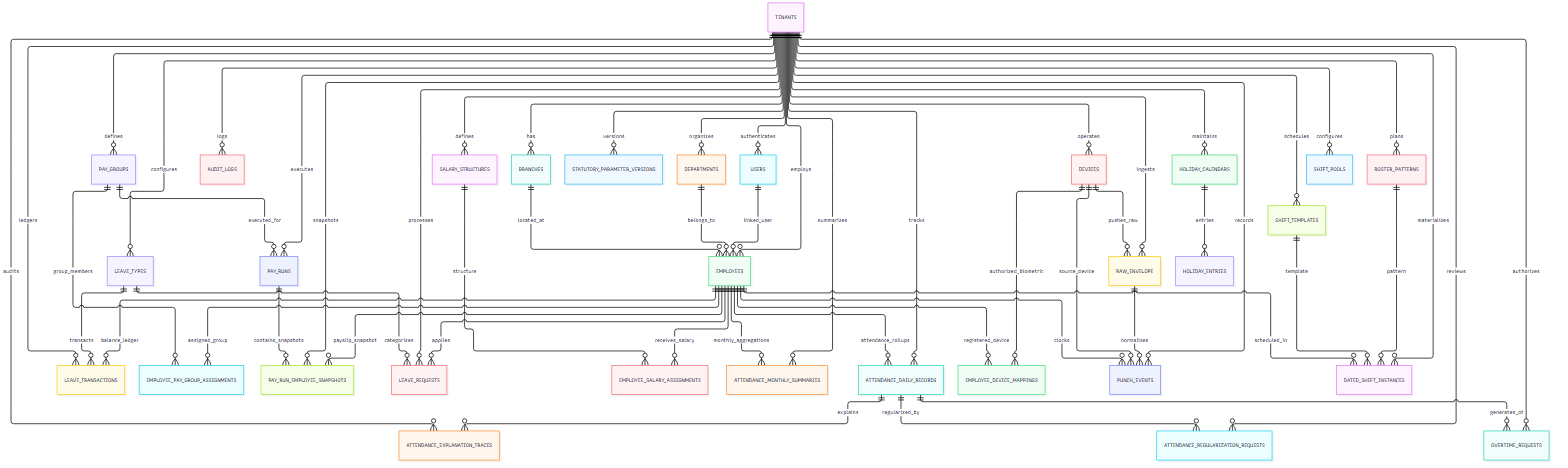 TENANTS
defines
logs
defines
has
versions
organizes
authenticates
operates
maintains
schedules
configures
plans
PAY_GROUPS
configures
AUDIT_LOGS
executes
SALARY_STRUCTURES
BRANCHES
STATUTORY_PARAMETER_VERSIONS
DEPARTMENTS
USERS
employs
DEVICES
ingests
HOLIDAY_CALENDARS
SHIFT_POOLS
ROSTER_PATTERNS
ledgers
executed_for
snapshots
processes
located_at
belongs_to
linked_user
summarizes
tracks
pushes_raw
entries
records
SHIFT_TEMPLATES
materializes
audits
group_members
LEAVE_TYPES
PAY_RUNS
structure
EMPLOYEES
authorized_biometric
source_device
RAW_ENVELOPE
HOLIDAY_ENTRIES
template
pattern
reviews
authorizes
transacts
balance_ledger
assigned_group
contains_snapshots
payslip_snapshot
categorizes
applies
receives_salary
monthly_aggregations
attendance_rollups
registered_device
clocks
normalizes
scheduled_in
LEAVE_TRANSACTIONS
EMPLOYEE_PAY_GROUP_ASSIGNMENTS
PAY_RUN_EMPLOYEE_SNAPSHOTS
LEAVE_REQUESTS
EMPLOYEE_SALARY_ASSIGNMENTS
ATTENDANCE_MONTHLY_SUMMARIES
ATTENDANCE_DAILY_RECORDS
EMPLOYEE_DEVICE_MAPPINGS
PUNCH_EVENTS
DATED_SHIFT_INSTANCES
explains
regularized_by
generates_ot
ATTENDANCE_EXPLANATION_TRACES
ATTENDANCE_REGULARIZATION_REQUESTS
OVERTIME_REQUESTS